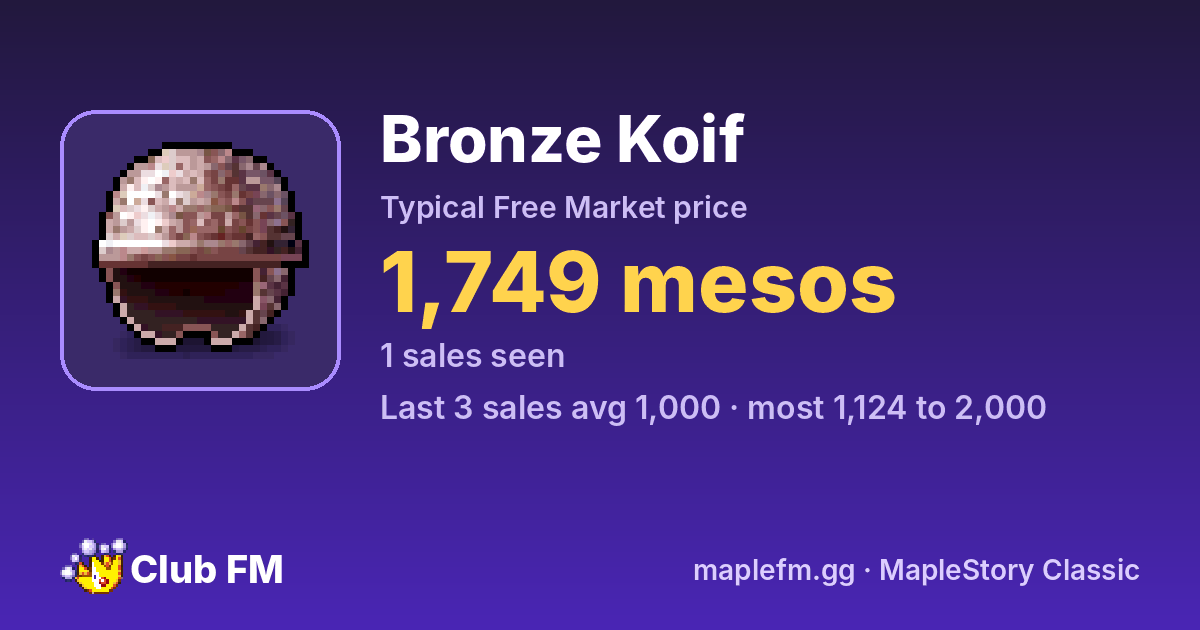 Bronze Koif
Typical Free Market price
1,749 mesos
1 sales seen
Last 3 sales avg 1,000 · most 1,124 to 2,000
Club FM
maplefm.gg · MapleStory Classic